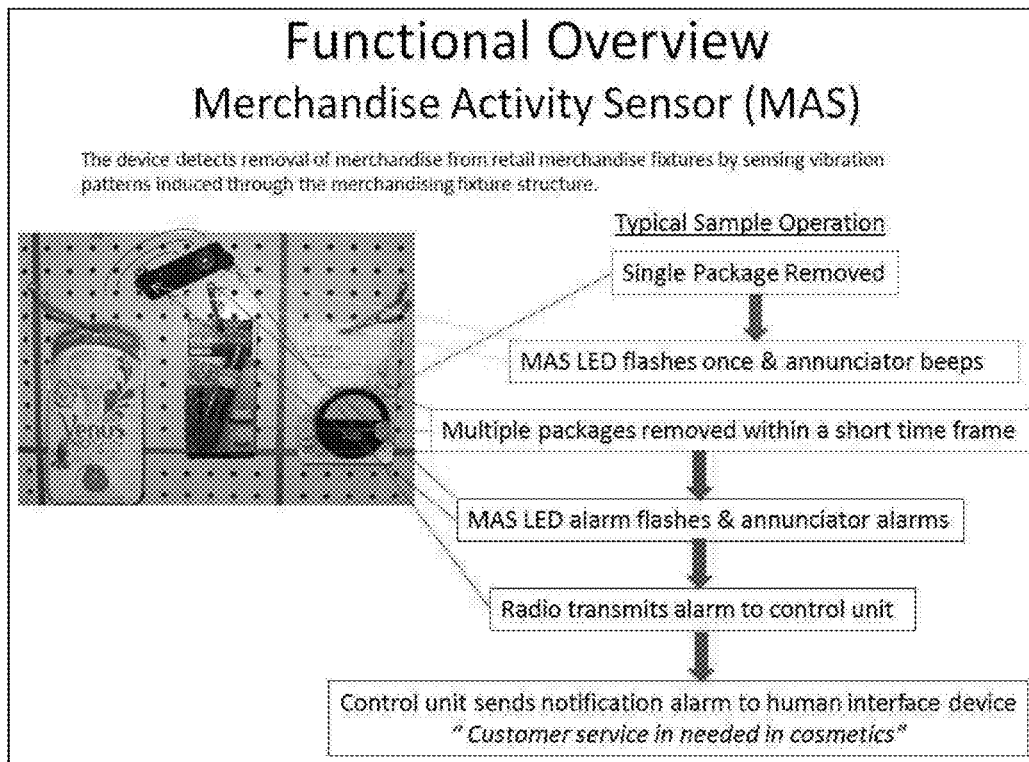 Functional Overview
Merchandise Activity Sensor (MAS)
The device detects removal of merchandise from retail merchandise fixtures by sensing vibration
patterns induced through the merchandising fixture structure.
Typical Sample Operation
Single Package Removed
MAS LED flashes once & annunciator beeps
Multiple packages removed within a short time frame
MAS LED alarm flashes & annunciator alarms
Radio transmits alarm to control unit
Control unit sends notification alarm to human interface device
" Customer service in needed in cosmetics"
Venus